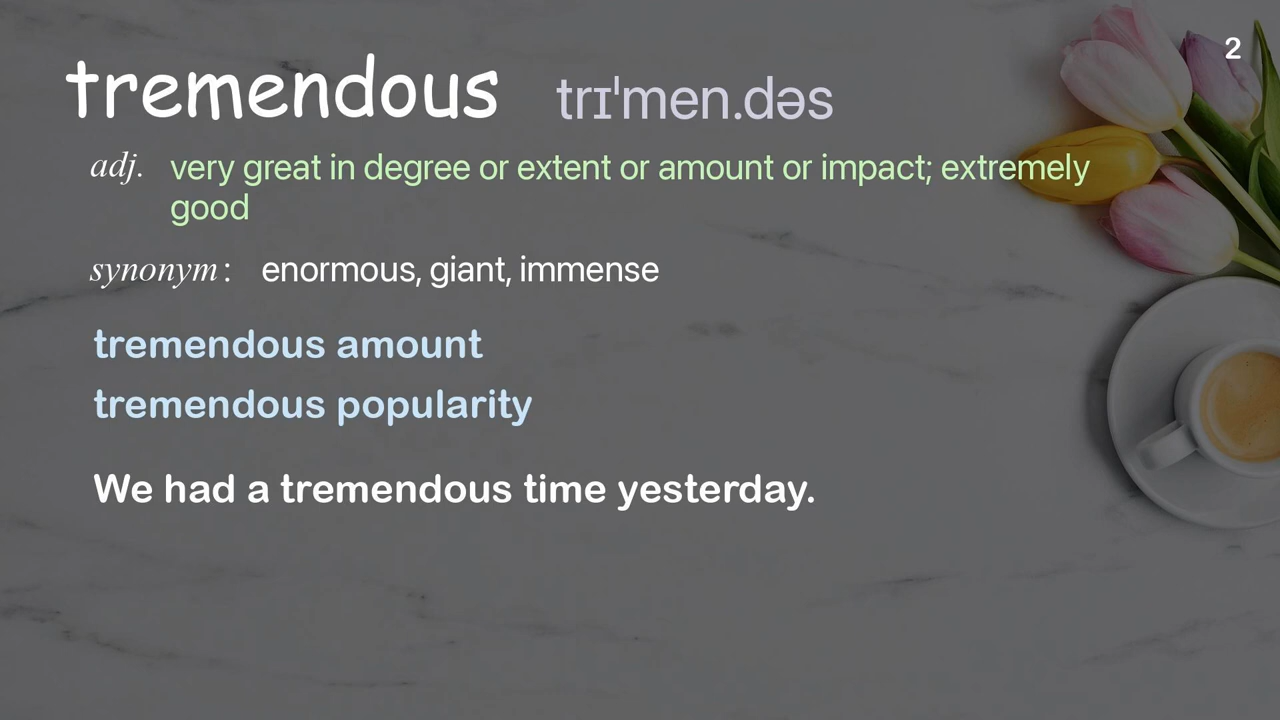 2
tremendous trɪˈmen.dəs
adj. very great in degree or extent or amount or impact; extremely
good
synonym: enormous, giant, immense
tremendous amount
tremendous popularity
We had a tremendous time yesterday.